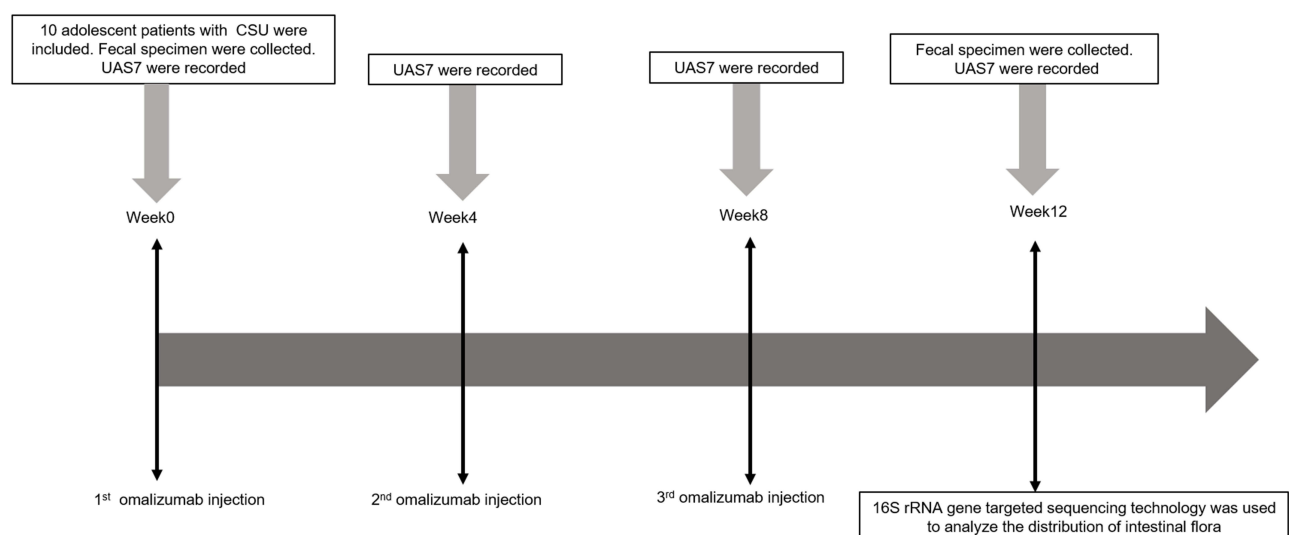 10 adolescent patients with CSU were
included. Fecal specimen were collected.
UAS7 were recorded
UAS7 were recorded
UAS7 were recorded
Fecal specimen were collected.
UAS7 were recorded
Week0
Week4
Week8
Week12
1st omalizumab injection
2nd omalizumab injection
3rd omalizumab injection
16S rRNA gene targeted sequencing technology was used
to analyze the distribution of intestinal flora